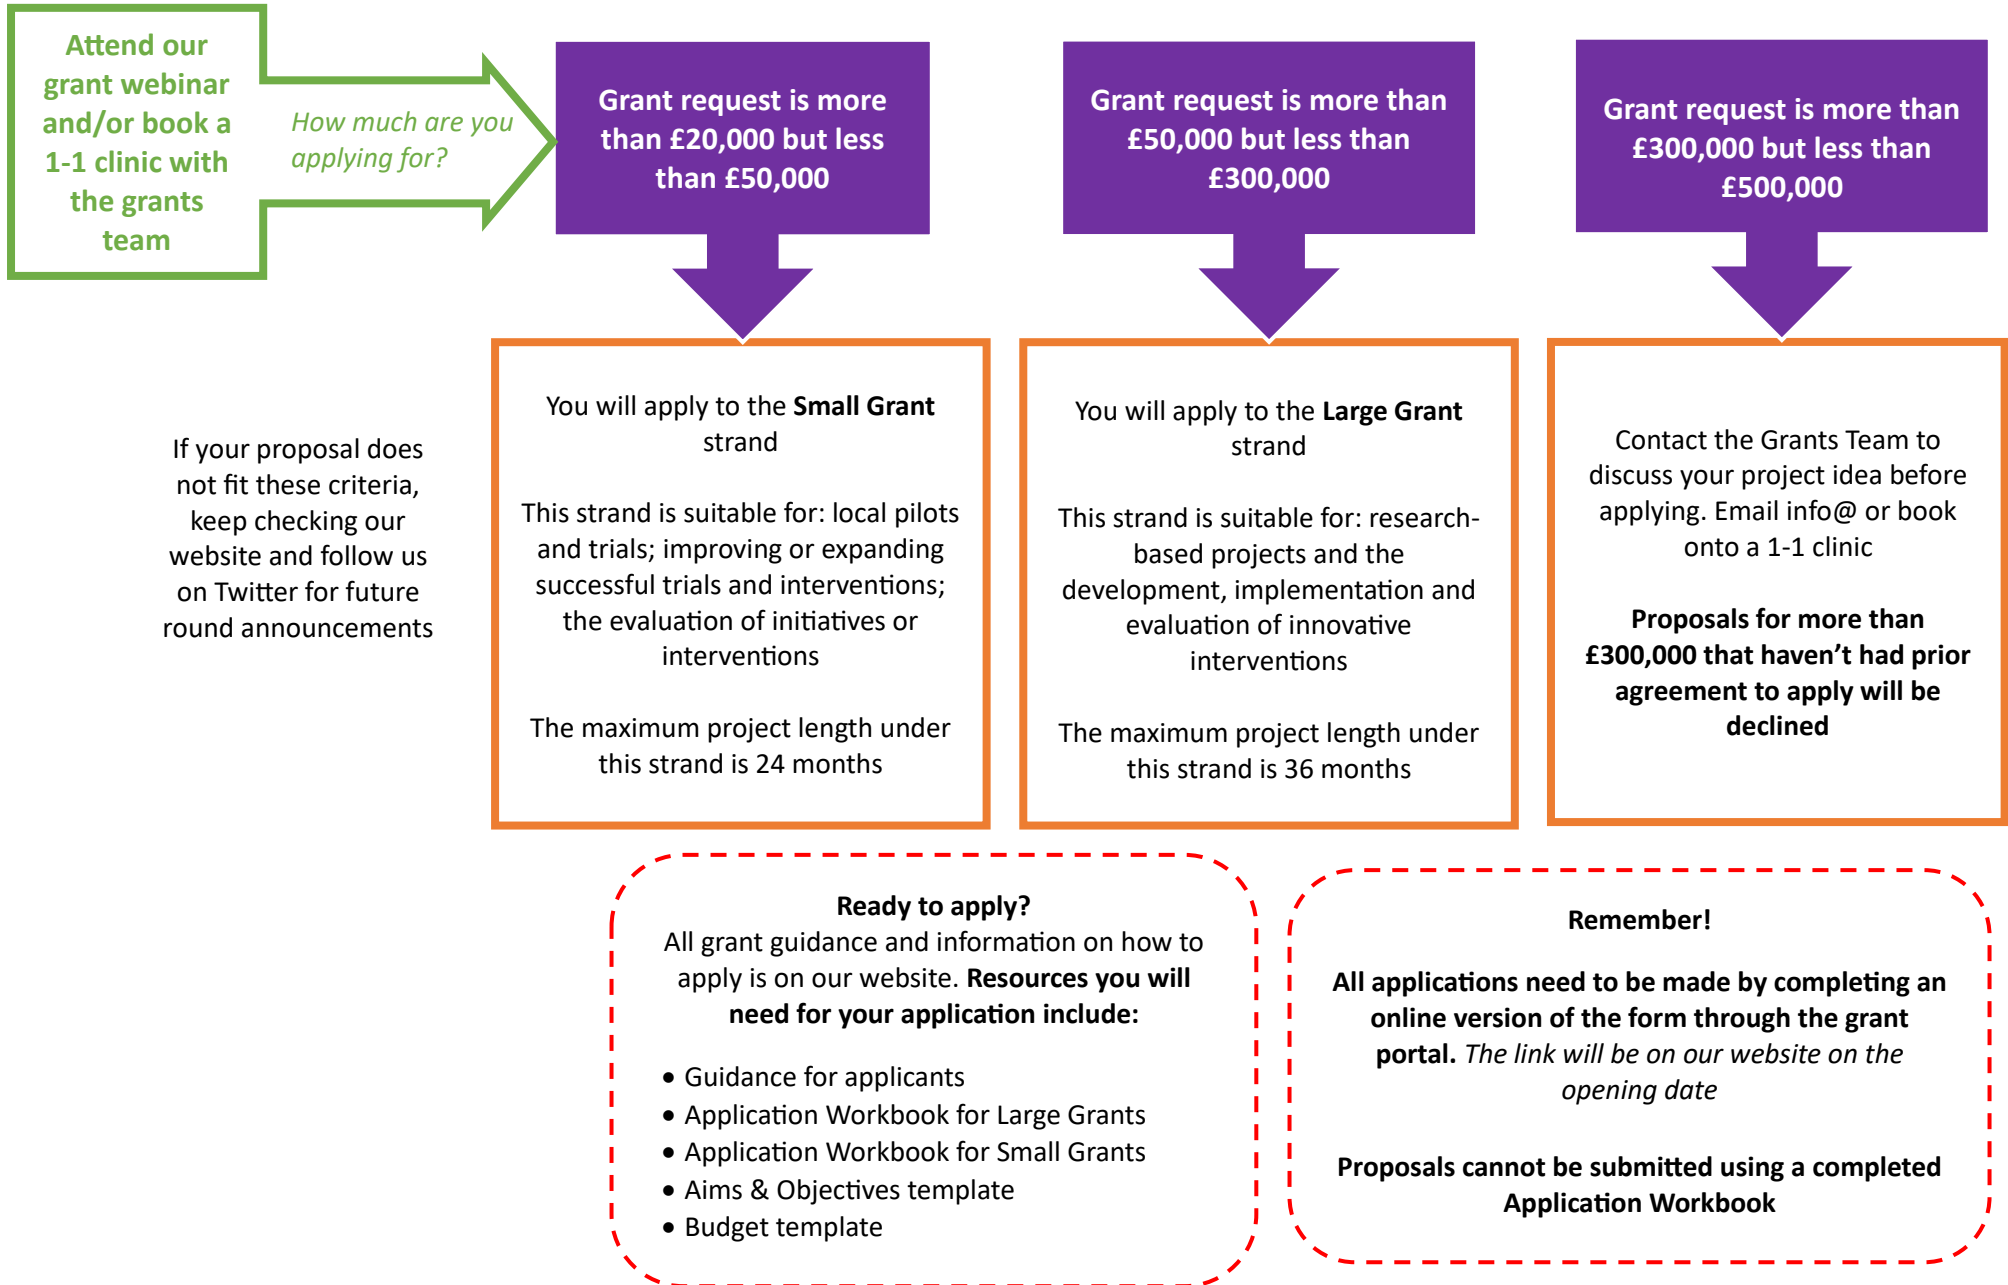 Attend our
grant webinar
and/or book a
1-1 clinic with
the grants
team
How much are you
applying for?
Grant request is more
than £20,000 but less
than £50,000
Grant request is more than
£50,000 but less than
£300,000
Grant request is more than
£300,000 but less than
£500,000
If your proposal does
not fit these criteria,
keep checking our
website and follow us
on Twitter for future
round announcements
You will apply to the Small Grant
strand
This strand is suitable for: local pilots
and trials; improving or expanding
successful trials and interventions;
the evaluation of initiatives or
interventions
The maximum project length under
this strand is 24 months
You will apply to the Large Grant
strand
This strand is suitable for: research-
based projects and the
development, implementation and
evaluation of innovative
interventions
The maximum project length under
this strand is 36 months
Contact the Grants Team to
discuss your project idea before
applying. Email info@ or book
onto a 1-1 clinic
Proposals for more than
£300,000 that haven’t had prior
agreement to apply will be
declined
Ready to apply?
All grant guidance and information on how to
apply is on our website. Resources you will
need for your application include:
• Guidance for applicants
• Application Workbook for Large Grants
• Application Workbook for Small Grants
• Aims & Objectives template
• Budget template
Remember!
All applications need to be made by completing an
online version of the form through the grant
portal. The link will be on our website on the
opening date
Proposals cannot be submitted using a completed
Application Workbook